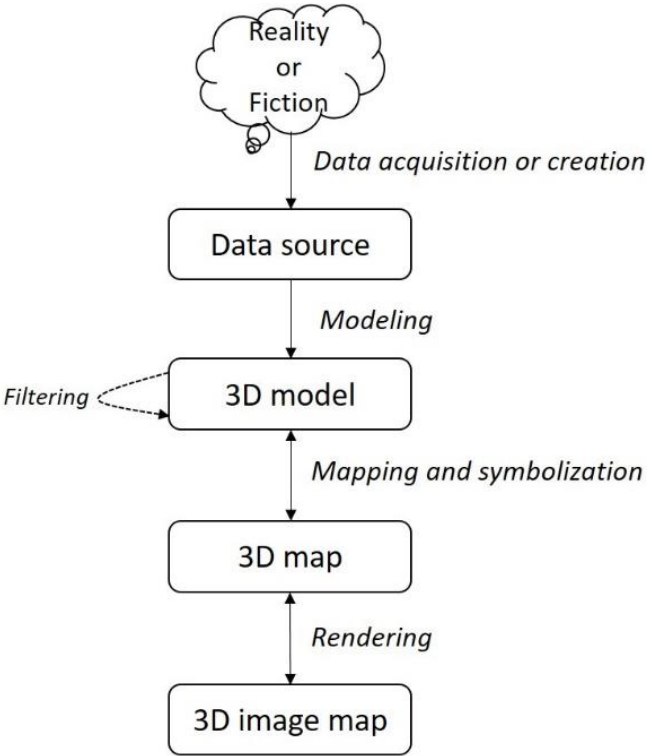 Reality
or
Fiction
Data acquisition or creation
Data source
Modeling
Filtering
3D model
Mapping and symbolization
3D map
Rendering
3D image map